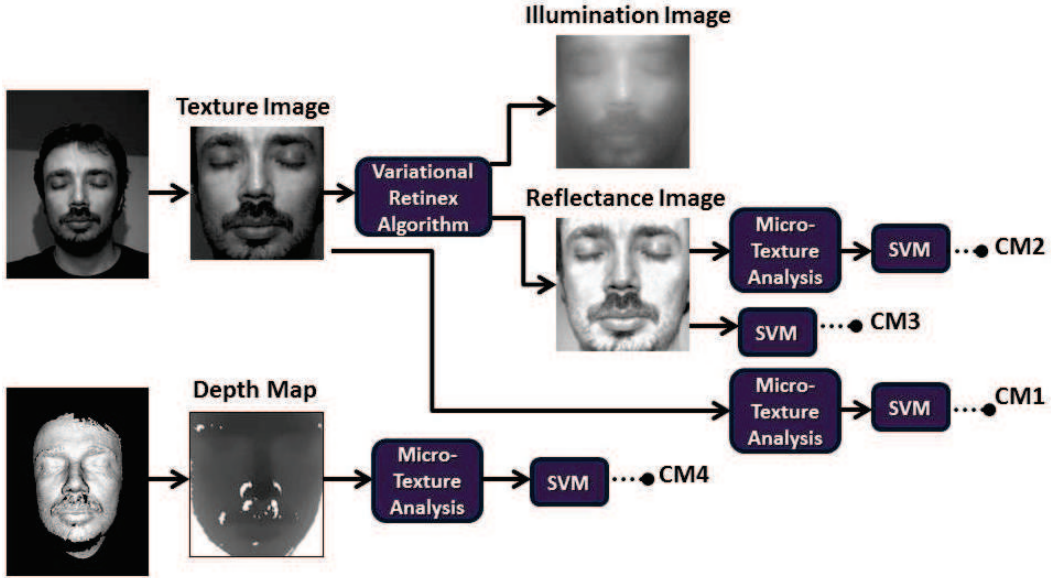 Illumination Image
Texture Image
Variational
Retinex
Algorithm
Reflectance Image
Micro-
Texture
Analysis
SVM
CM2
SVM
CM3
Micro-
Texture
Analysis
SVM
CM1
Depth Map
Micro-
Texture
Analysis
SVM
CM4